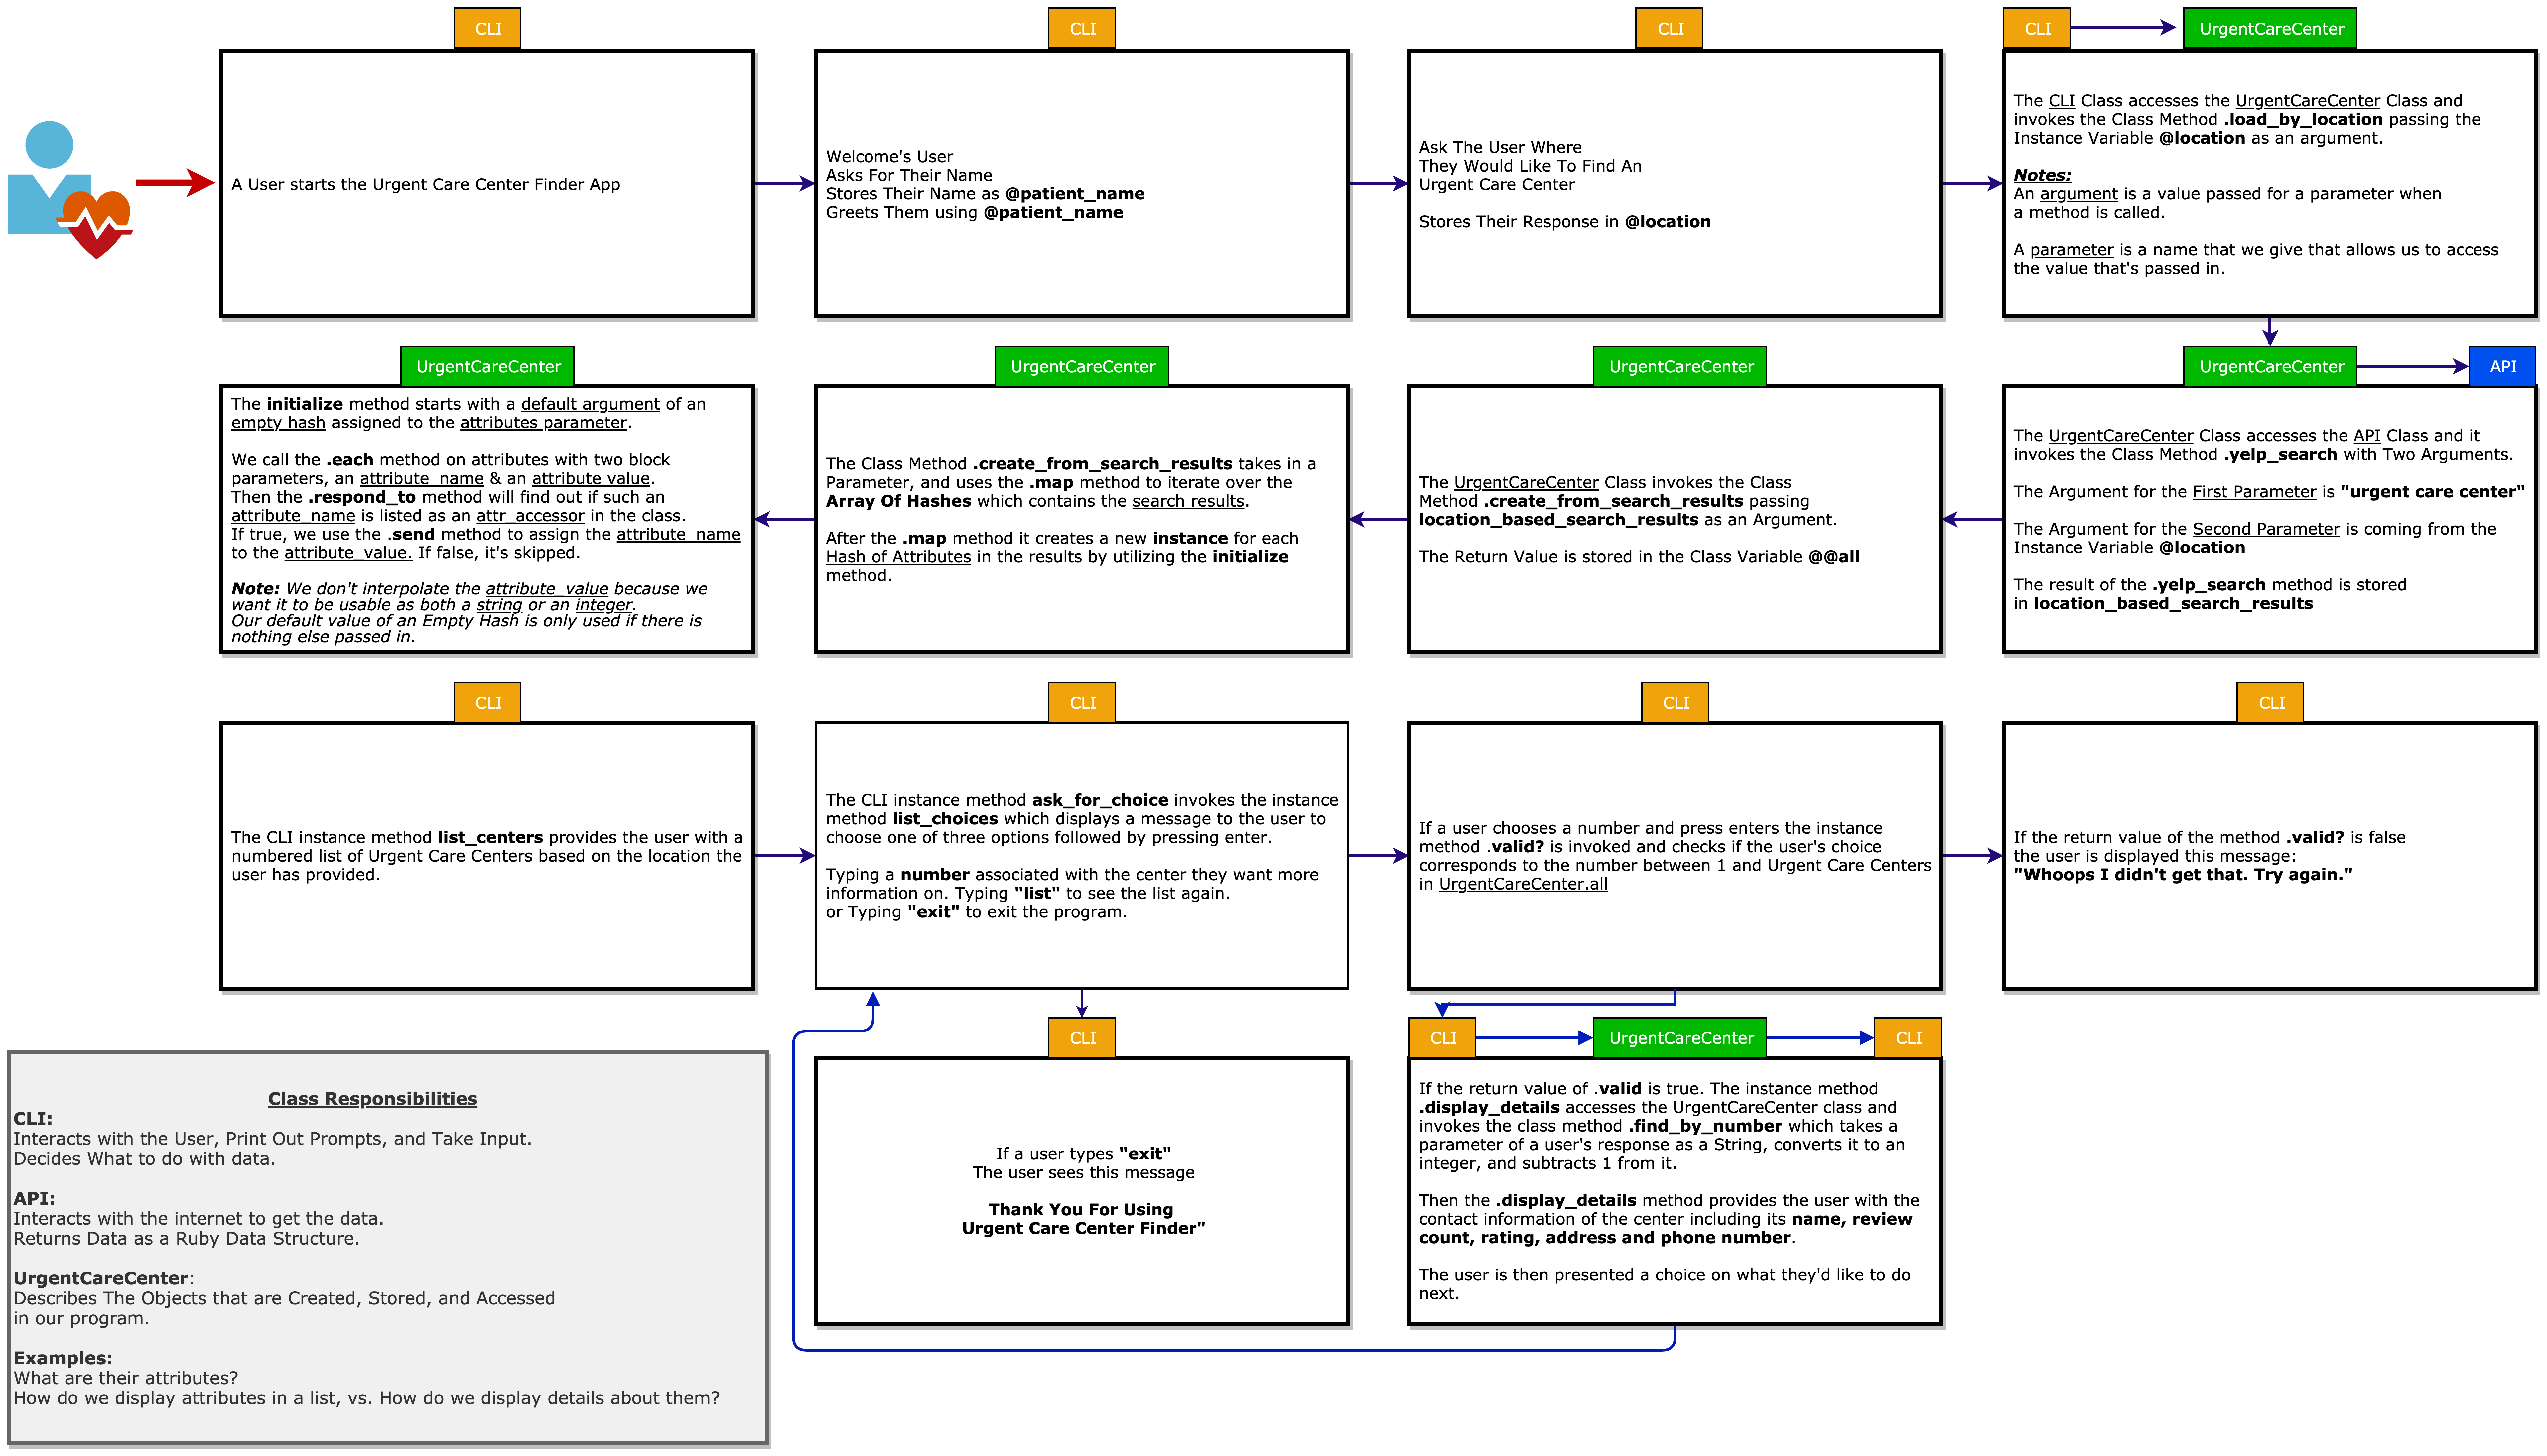 CLI
A User starts the Urgent Care Center Finder App
CLI
Welcome's User
Asks For Their Name
Stores Their Name as @patient_name
Greets Them using @patient_name
CLI
Ask The User Where
They Would Like To Find An
Urgent Care Center
Stores Their Response in @location
CLI
UrgentCareCenter
The CLI Class accesses the UrgentCareCenter Class and
invokes the Class Method .load_by_location passing the
Instance Variable @location as an argument.
Notes:
An argument is a value passed for a parameter when
a method is called.
A parameter is a name that we give that allows us to access
the value that's passed in.
UrgentCareCenter
API
The UrgentCareCenter Class accesses the API Class and it
invokes the Class Method .yelp_search with Two Arguments.
The Argument for the First Parameter is "urgent care center"
The Argument for the Second Parameter is coming from the
Instance Variable @location
The result of the .yelp_search method is stored
in location_based_search_results
UrgentCareCenter
The UrgentCareCenter Class invokes the Class
Method .create_from_search_results passing
location_based_search_results as an Argument.
The Return Value is stored in the Class Variable @@all
UrgentCareCenter
The Class Method .create_from_search_results takes in a
Parameter, and uses the .map method to iterate over the
Array Of Hashes which contains the search results.
After the .map method it creates a new instance for each
Hash of Attributes in the results by utilizing the initialize
method.
UrgentCareCenter
The initialize method starts with a default argument of an
empty hash assigned to the attributes parameter.
We call the .each method on attributes with two block
parameters, an attribute_name & an attribute value.
Then the .respond_to method will find out if such an
attribute_name is listed as an attr_accessor in the class.
If true, we use the .send method to assign the attribute_name
to the attribute_value. If false, it's skipped.
Note: We don't interpolate the attribute_value because we
want it to be usable as both a string or an integer.
Our default value of an Empty Hash is only used if there is
nothing else passed in.
CLI
The CLI instance method list_centers provides the user with a
numbered list of Urgent Care Centers based on the location the
user has provided.
CLI
The CLI instance method ask_for_choice invokes the instance
method list_choices which displays a message to the user to
choose one of three options followed by pressing enter.
Typing a number associated with the center they want more
information on. Typing "list" to see the list again.
or Typing "exit" to exit the program.
CLI
If a user chooses a number and press enters the instance
method .valid? is invoked and checks if the user's choice
corresponds to the number between 1 and Urgent Care Centers
in UrgentCareCenter.all
CLI
If the return value of the method .valid? is false
the user is displayed this message:
"Whoops I didn't get that. Try again."
CLI
If a user types "exit"
The user sees this message
Thank You For Using
Urgent Care Center Finder"
CLI
UrgentCareCenter
CLI
If the return value of .valid is true. The instance method
.display_details accesses the UrgentCareCenter class and
invokes the class method .find_by_number which takes a
parameter of a user's response as a String, converts it to an
integer, and subtracts 1 from it.
Then the .display_details method provides the user with the
contact information of the center including its name, review
count, rating, address and phone number.
The user is then presented a choice on what they'd like to do
next.
Class Responsibilities
CLI:
Interacts with the User, Print Out Prompts, and Take Input.
Decides What to do with data.
API:
Interacts with the internet to get the data.
Returns Data as a Ruby Data Structure.
UrgentCareCenter:
Describes The Objects that are Created, Stored, and Accessed
in our program.
Examples:
What are their attributes?
How do we display attributes in a list, vs. How do we display details about them?